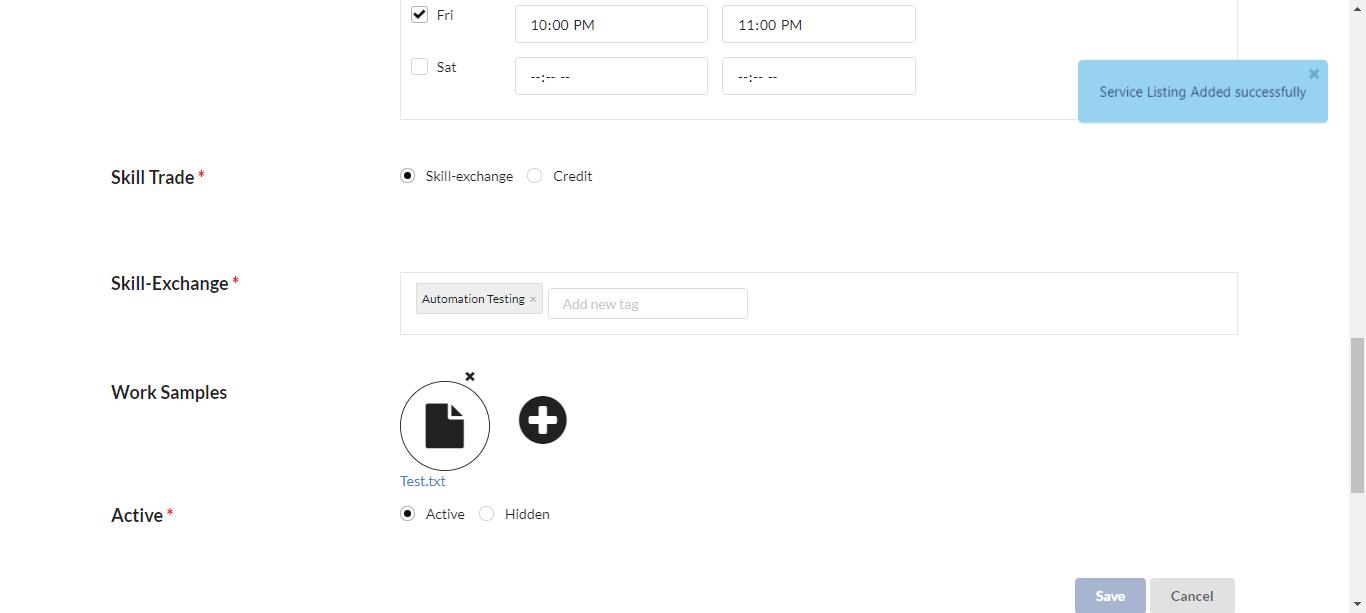 Fri 10:00 PM 11:00 PM
Sat --:-- -- --:-- --
Service Listing Added successfully ×
Skill Trade * Skill-exchange Credit
Skill-Exchange * Automation Testing × Add new tag
Work Samples
Test.txt
Active * Active Hidden
Save Cancel